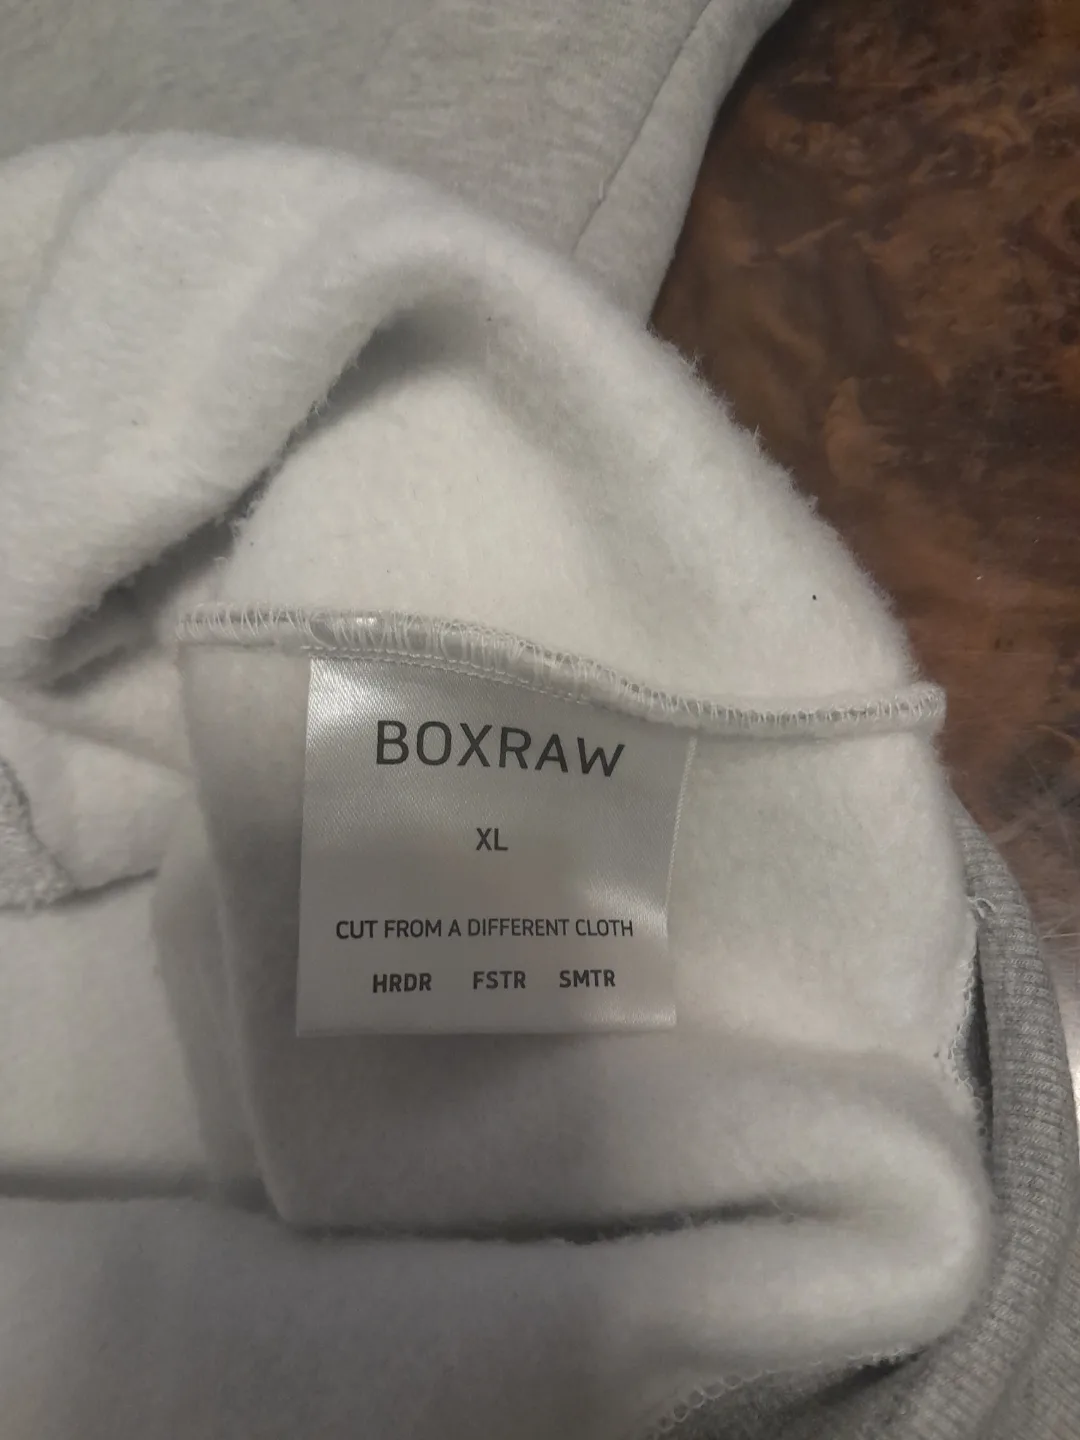 BOXRAW
XL
CUT FROM A DIFFERENT CLOTH
HRDR FSTR SMTR